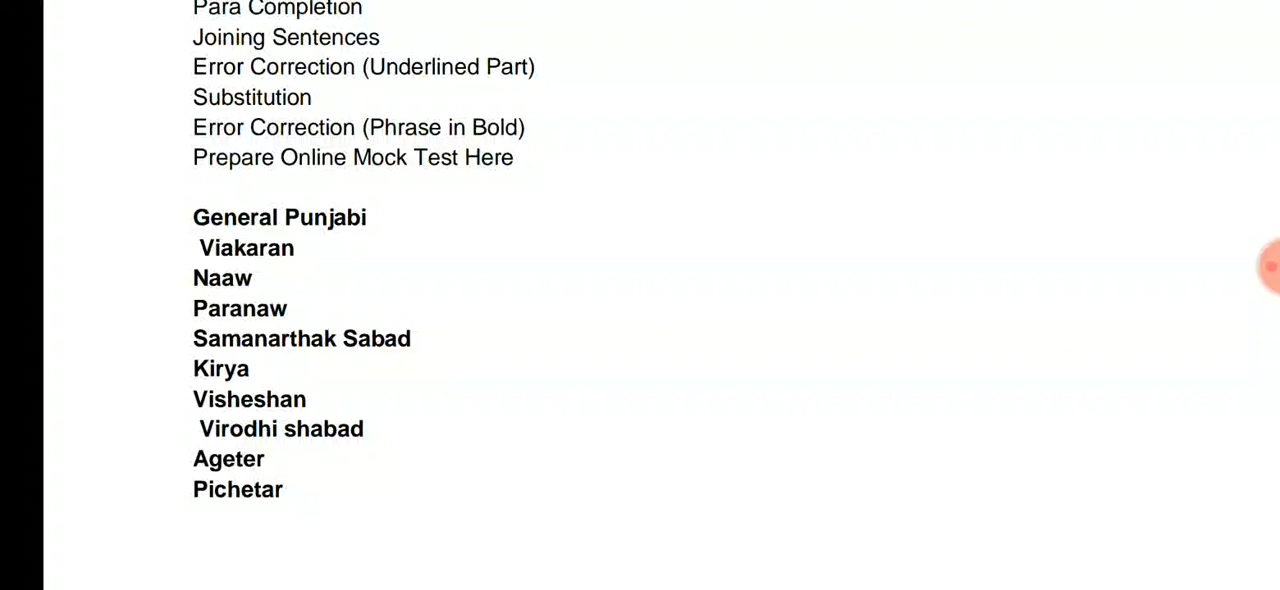 Para Completion
Joining Sentences
Error Correction (Underlined Part)
Substitution
Error Correction (Phrase in Bold)
Prepare Online Mock Test Here
General Punjabi
Viakaran
Naaw
Paranaw
Samanarthak Sabad
Kirya
Visheshan
Virodhi shabad
Ageter
Pichetar